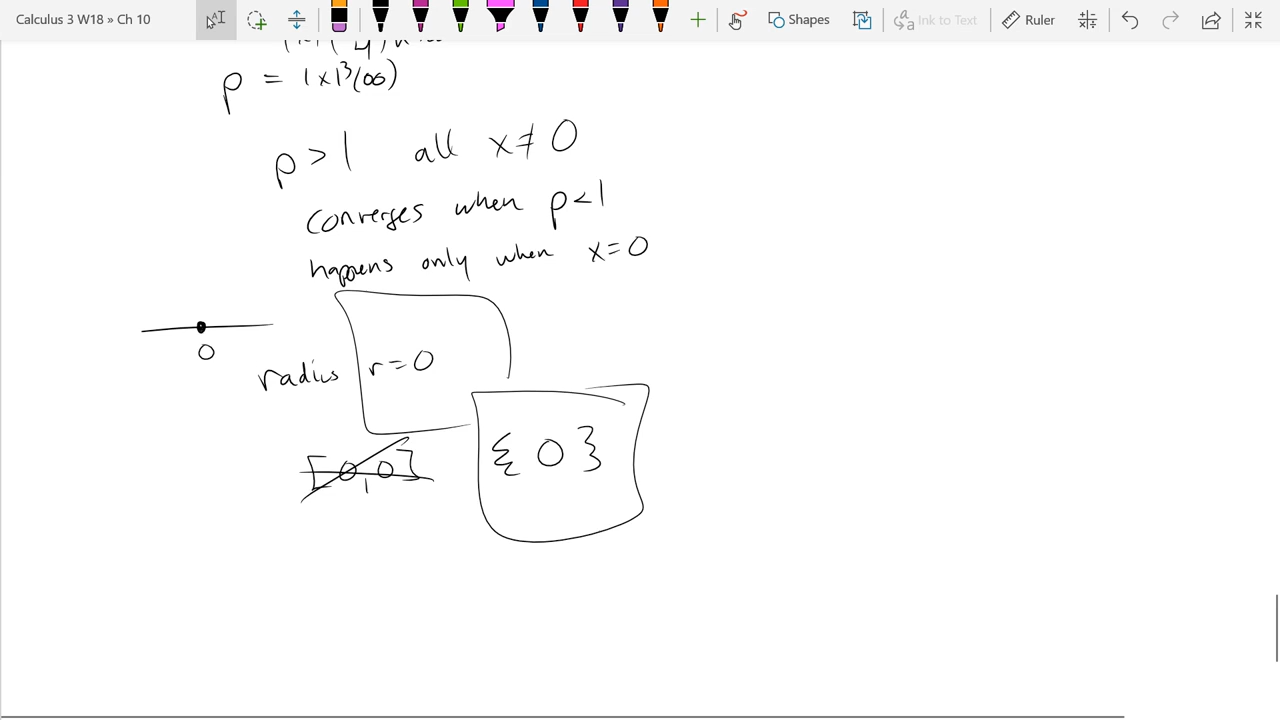 Calculus 3 W18 » Ch 10
Shapes
Ink to Text
Ruler
ρ = |x|³(∞)
ρ > 1 all x ≠ 0
converges when ρ < 1
happens only when x = 0
0
radius r = 0
[0, 0]
{ 0 }